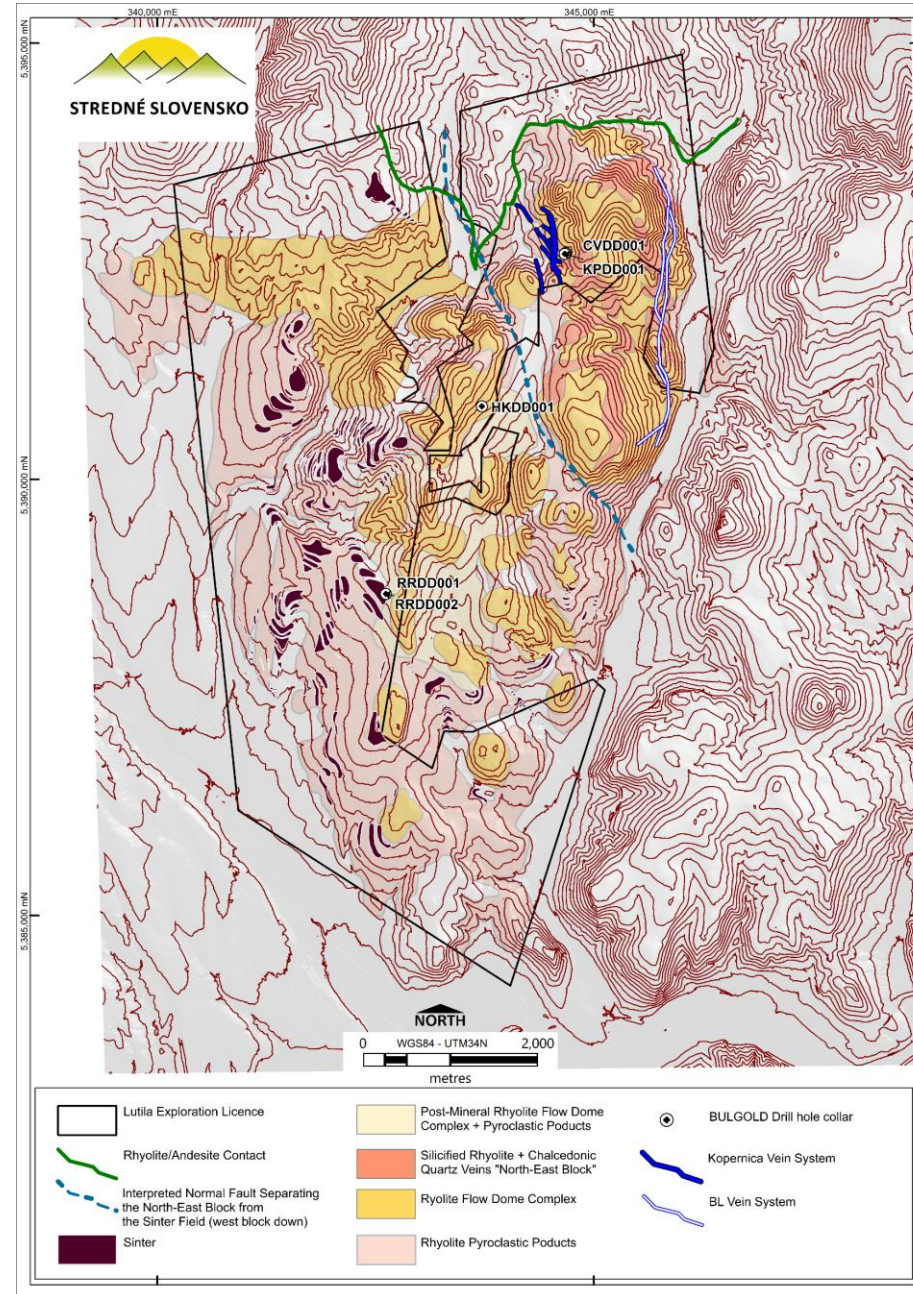 340,000 mE
345,000 mE
5,395,000 mN
STREDNÉ SLOVENSKO
CVDD001
KPDD001
HKDD001
5,390,000 mN
RRDD001
RRDD002
5,385,000 mN
NORTH
0 WGS84 - UTM34N 2,000
metres
Lutila Exploration Licence
Rhyolite/Andesite Contact
Interpreted Normal Fault Separating
the North-East Block from
the Sinter Field (west block down)
Sinter
Post-Mineral Rhyolite Flow Dome
Complex + Pyroclastic Products
Silicified Rhyolite + Chalcedonic
Quartz Veins "North-East Block"
Ryolite Flow Dome Complex
Rhyolite Pyroclastic Poducts
BULGOLD Drill hole collar
Kopernica Vein System
BL Vein System